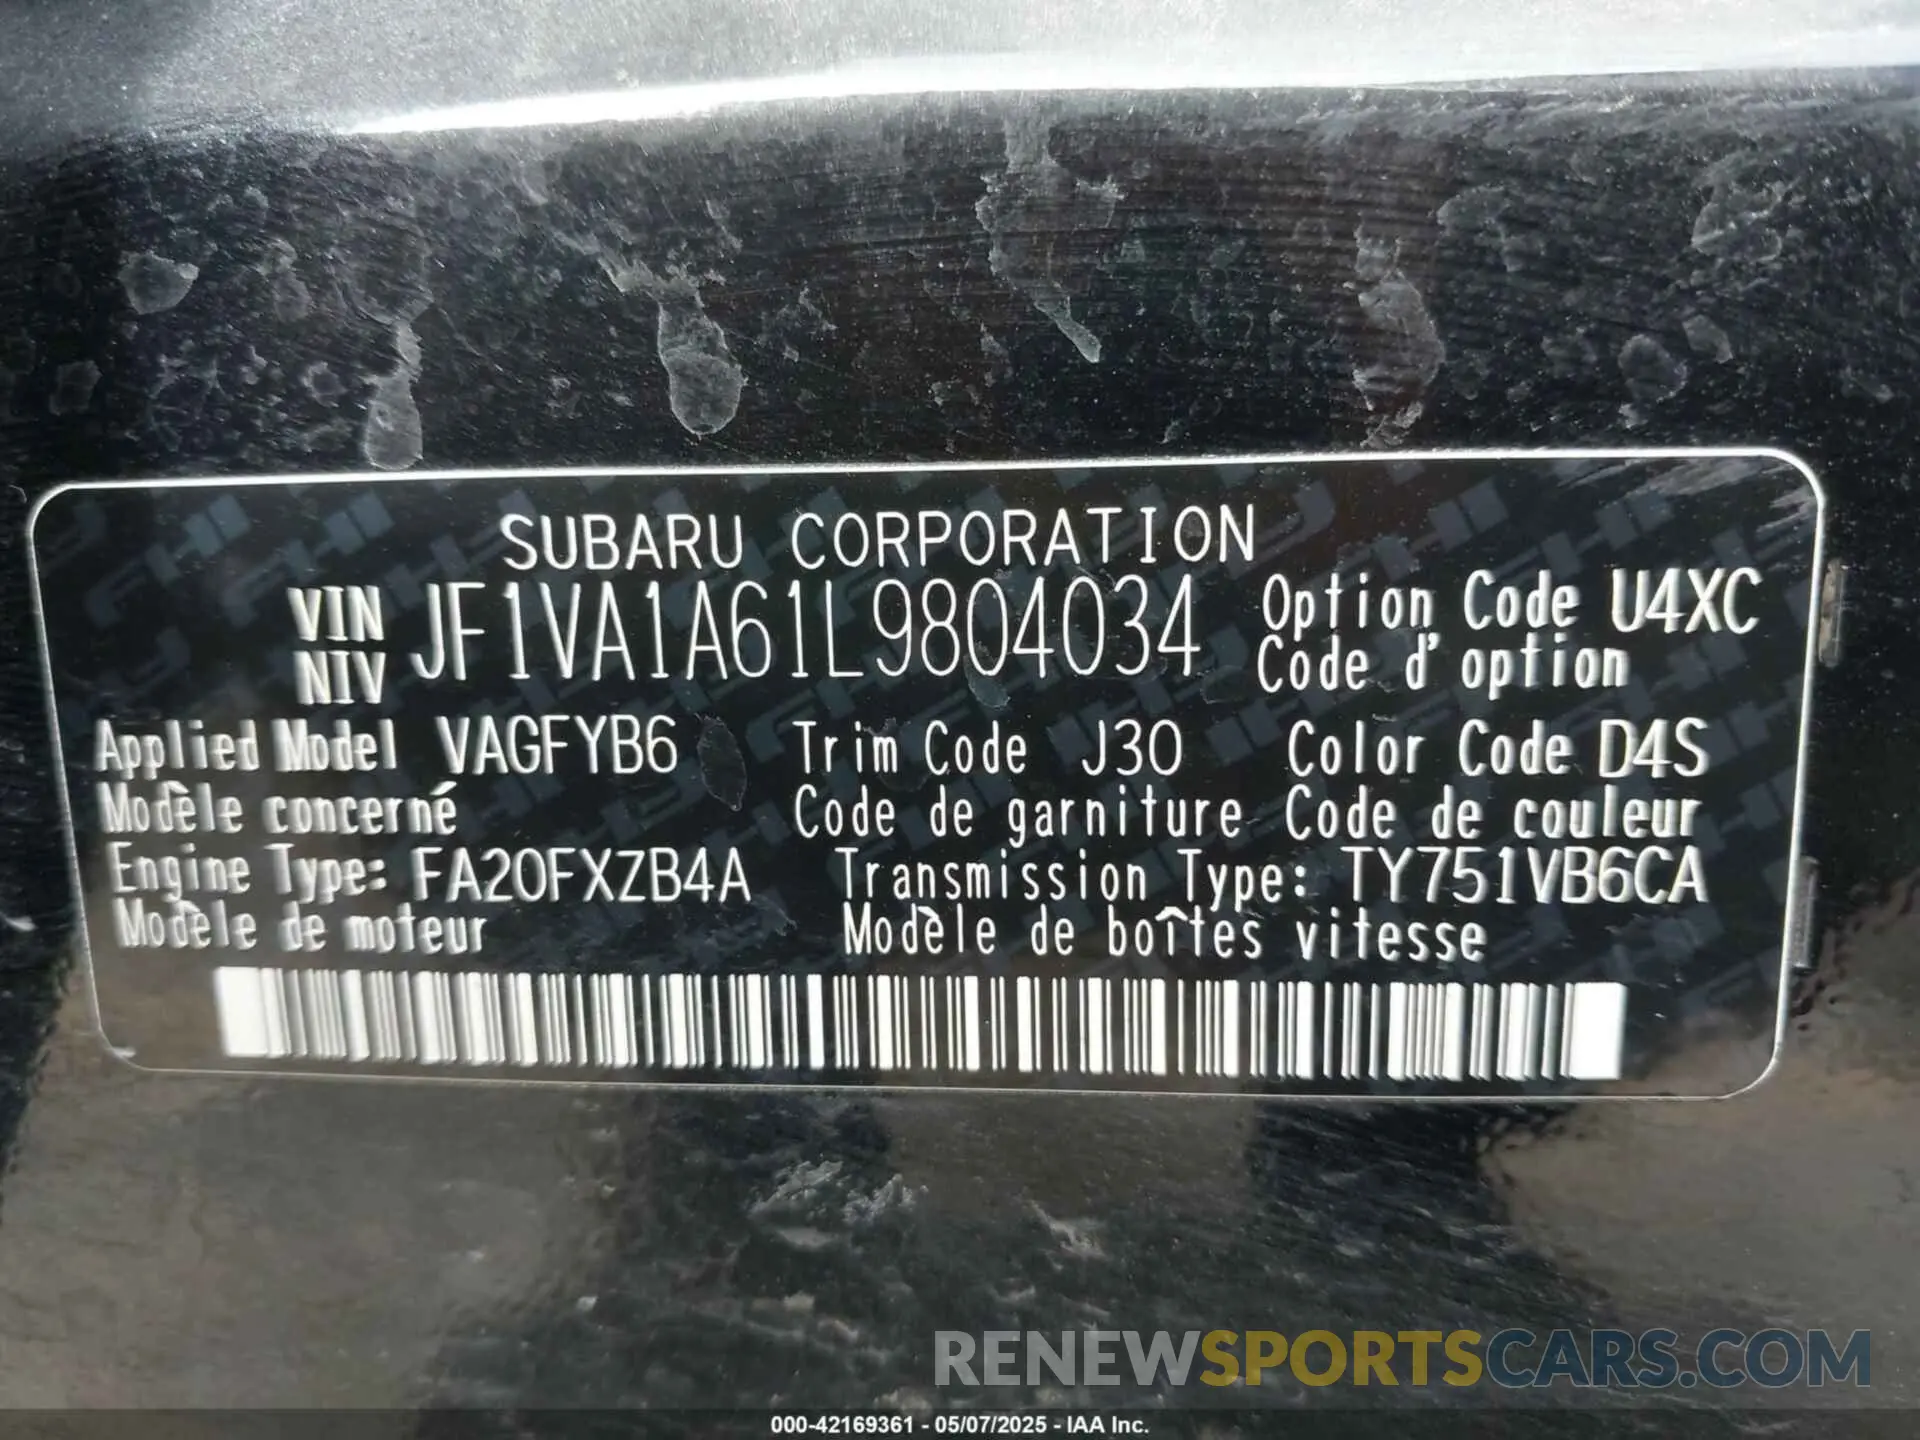 SUBARU CORPORATION
VIN JF1VA1A61L9804034 Option Code U4XC
NIV Code d'option
Applied Model VAGFYB6 Trim Code J30 Color Code D4S
Modèle concerné Code de garniture Code de couleur
Engine Type: FA20FXZB4A Transmission Type: TY751VB6CA
Modèle de moteur Modèle de boîtes vitesse
RENEWSPORTSCARS.COM
000-42169361 - 05/07/2025 - IAA Inc.